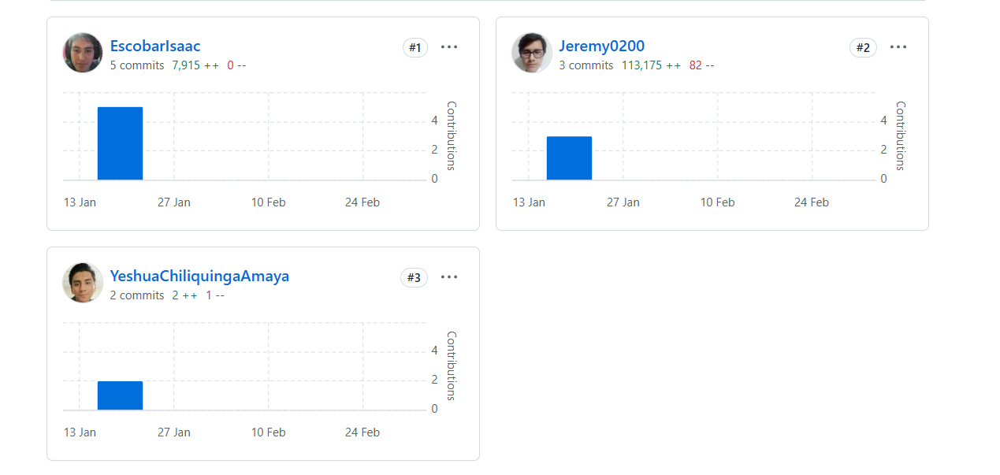 EscobarIsaac
#1
...
5 commits 7,915 ++ 0 --
4
2
0
Contributions
13 Jan 27 Jan 10 Feb 24 Feb
Jeremy0200
#2
...
3 commits 113,175 ++ 82 --
4
2
0
Contributions
13 Jan 27 Jan 10 Feb 24 Feb
YeshuaChiliquingaAmaya
#3
...
2 commits 2 ++ 1 --
4
2
0
Contributions
13 Jan 27 Jan 10 Feb 24 Feb